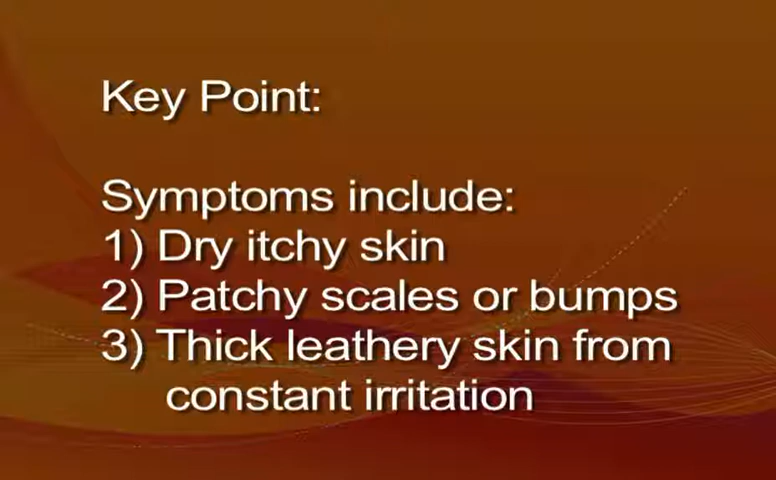 Key Point:
Symptoms include:
1) Dry itchy skin
2) Patchy scales or bumps
3) Thick leathery skin from
constant irritation